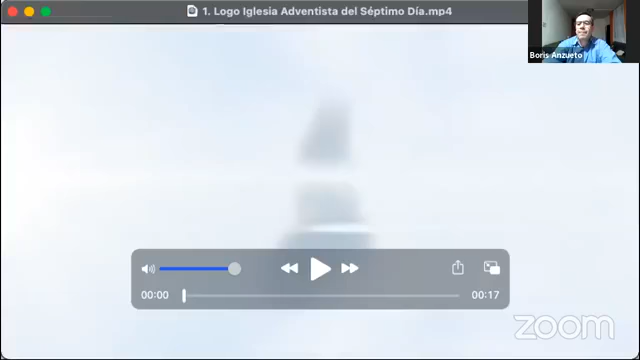 1. Logo Iglesia Adventista del Séptimo Día.mp4
Boris Anzueto
00:00
00:17
zoom